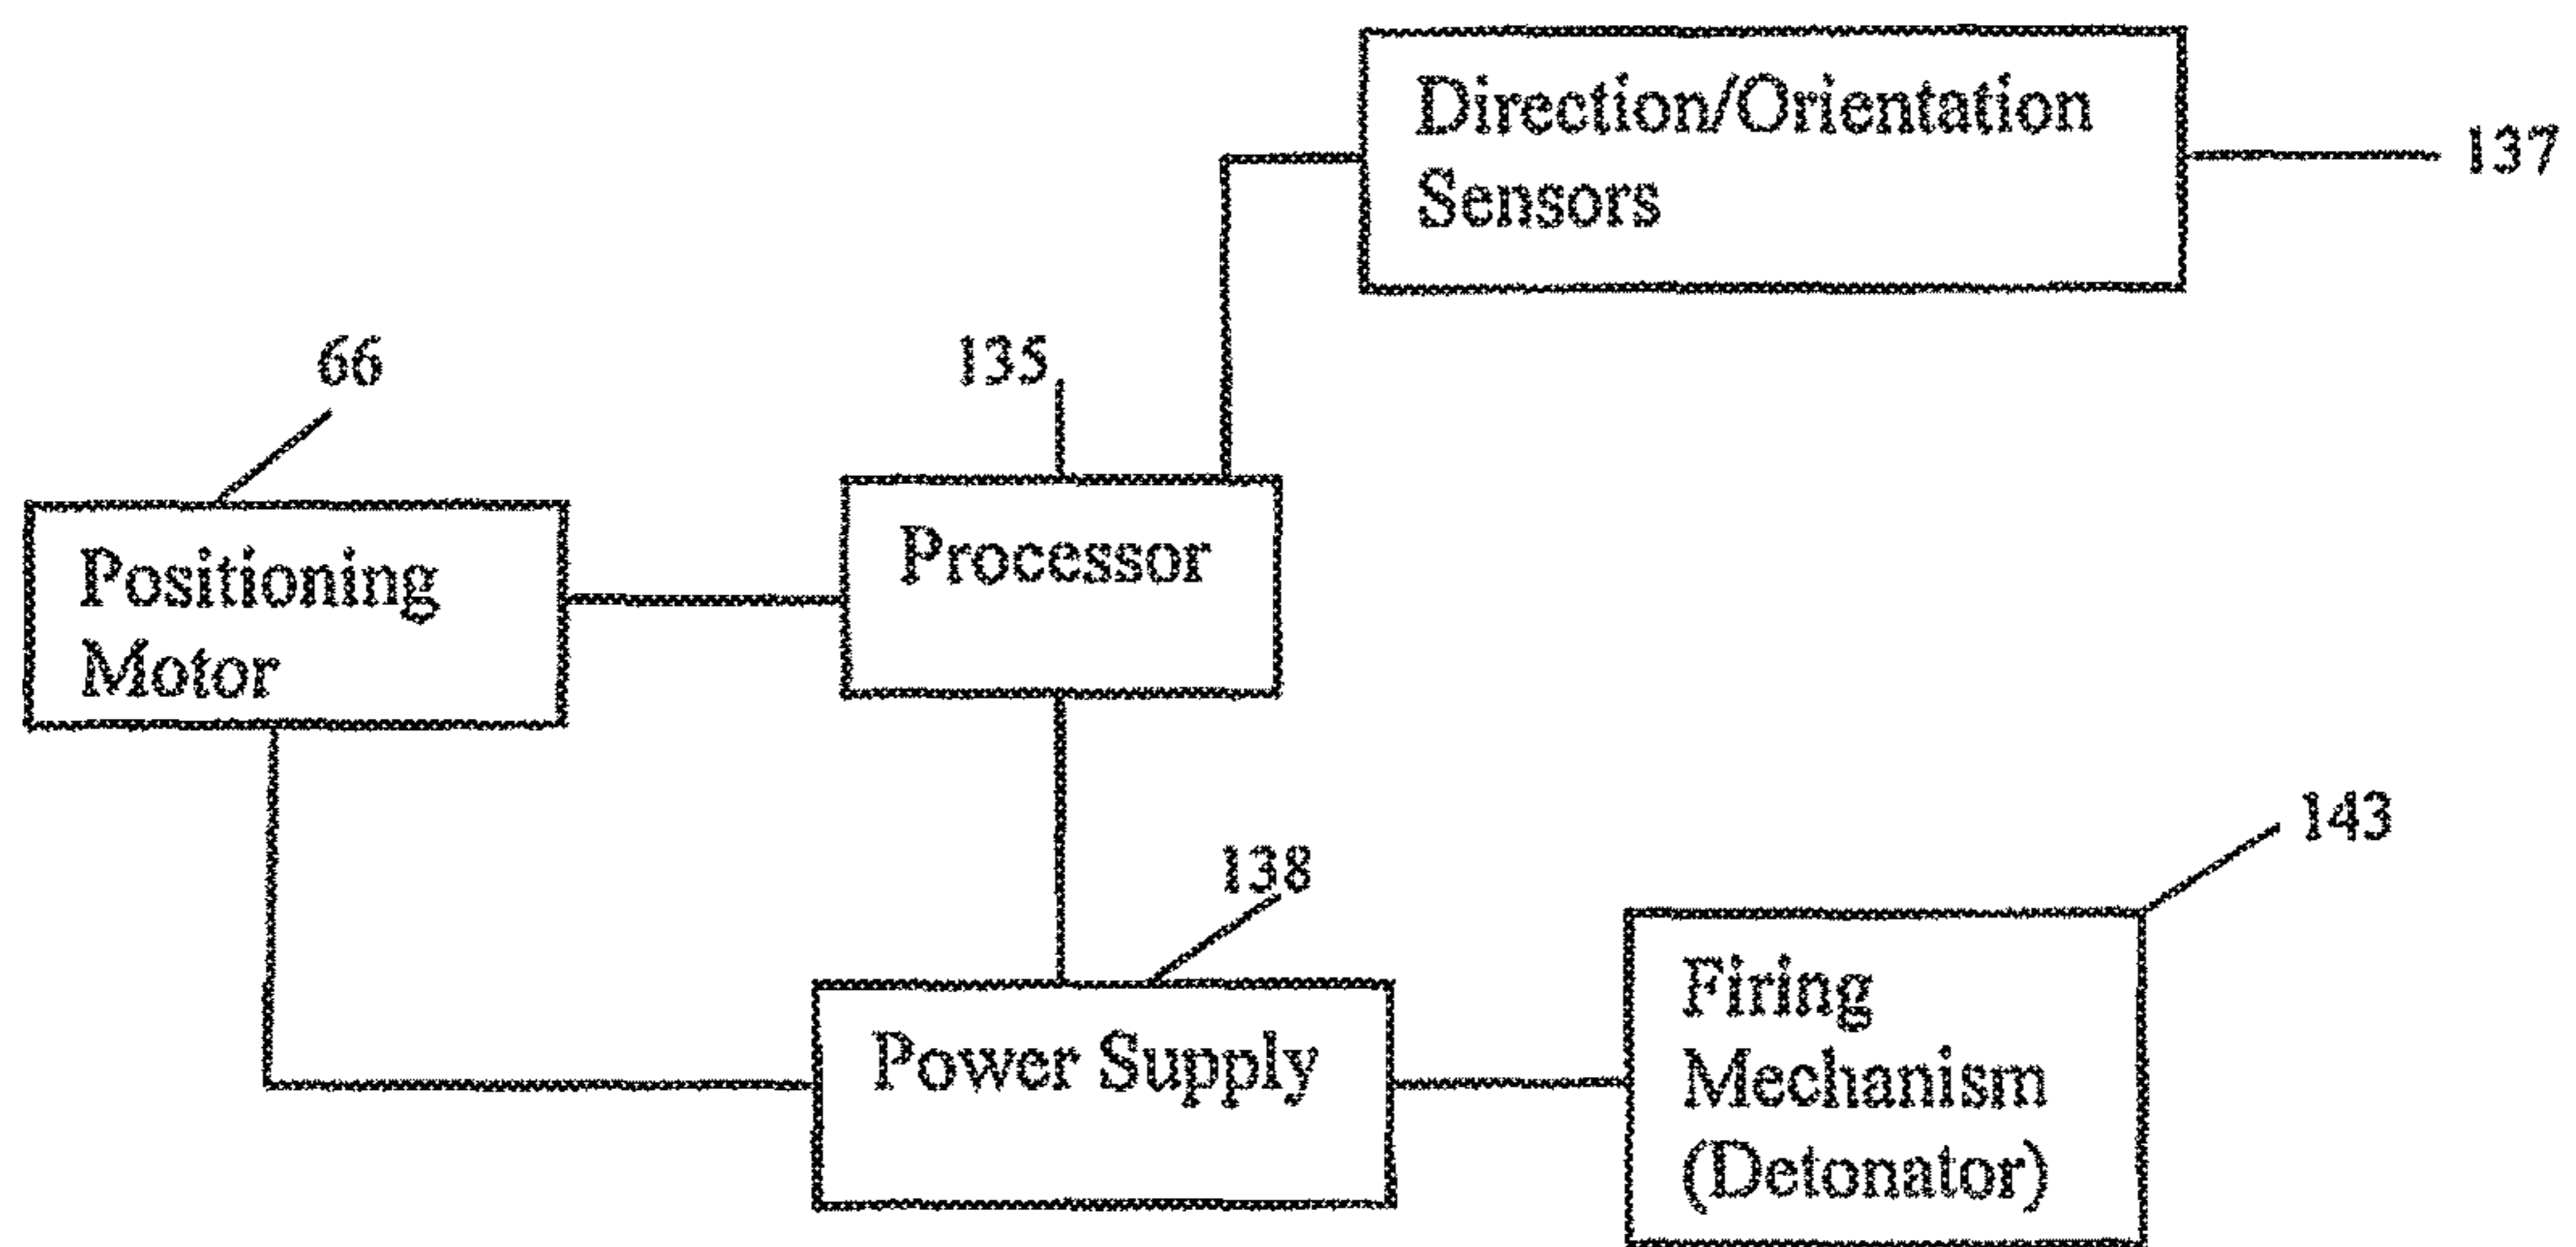 Direction/Orientation
Sensors
137
66
135
Positioning
Motor
Processor
138
143
Power Supply
Firing
Mechanism
(Detonator)